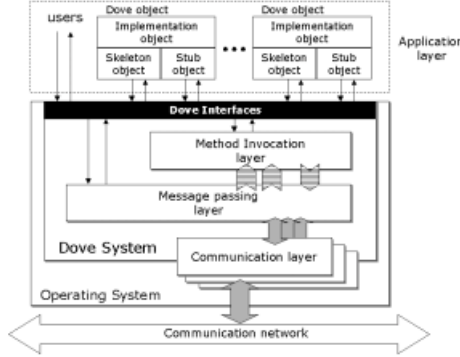 users
Dove object
Dove object
Implementation
object
Implementation
object
Skeleton
object
Stub
object
Skeleton
object
Stub
object
Application
layer
Dove Interfaces
Method Invocation
layer
Message passing
layer
Dove System
Communication layer
Operating System
Communication network